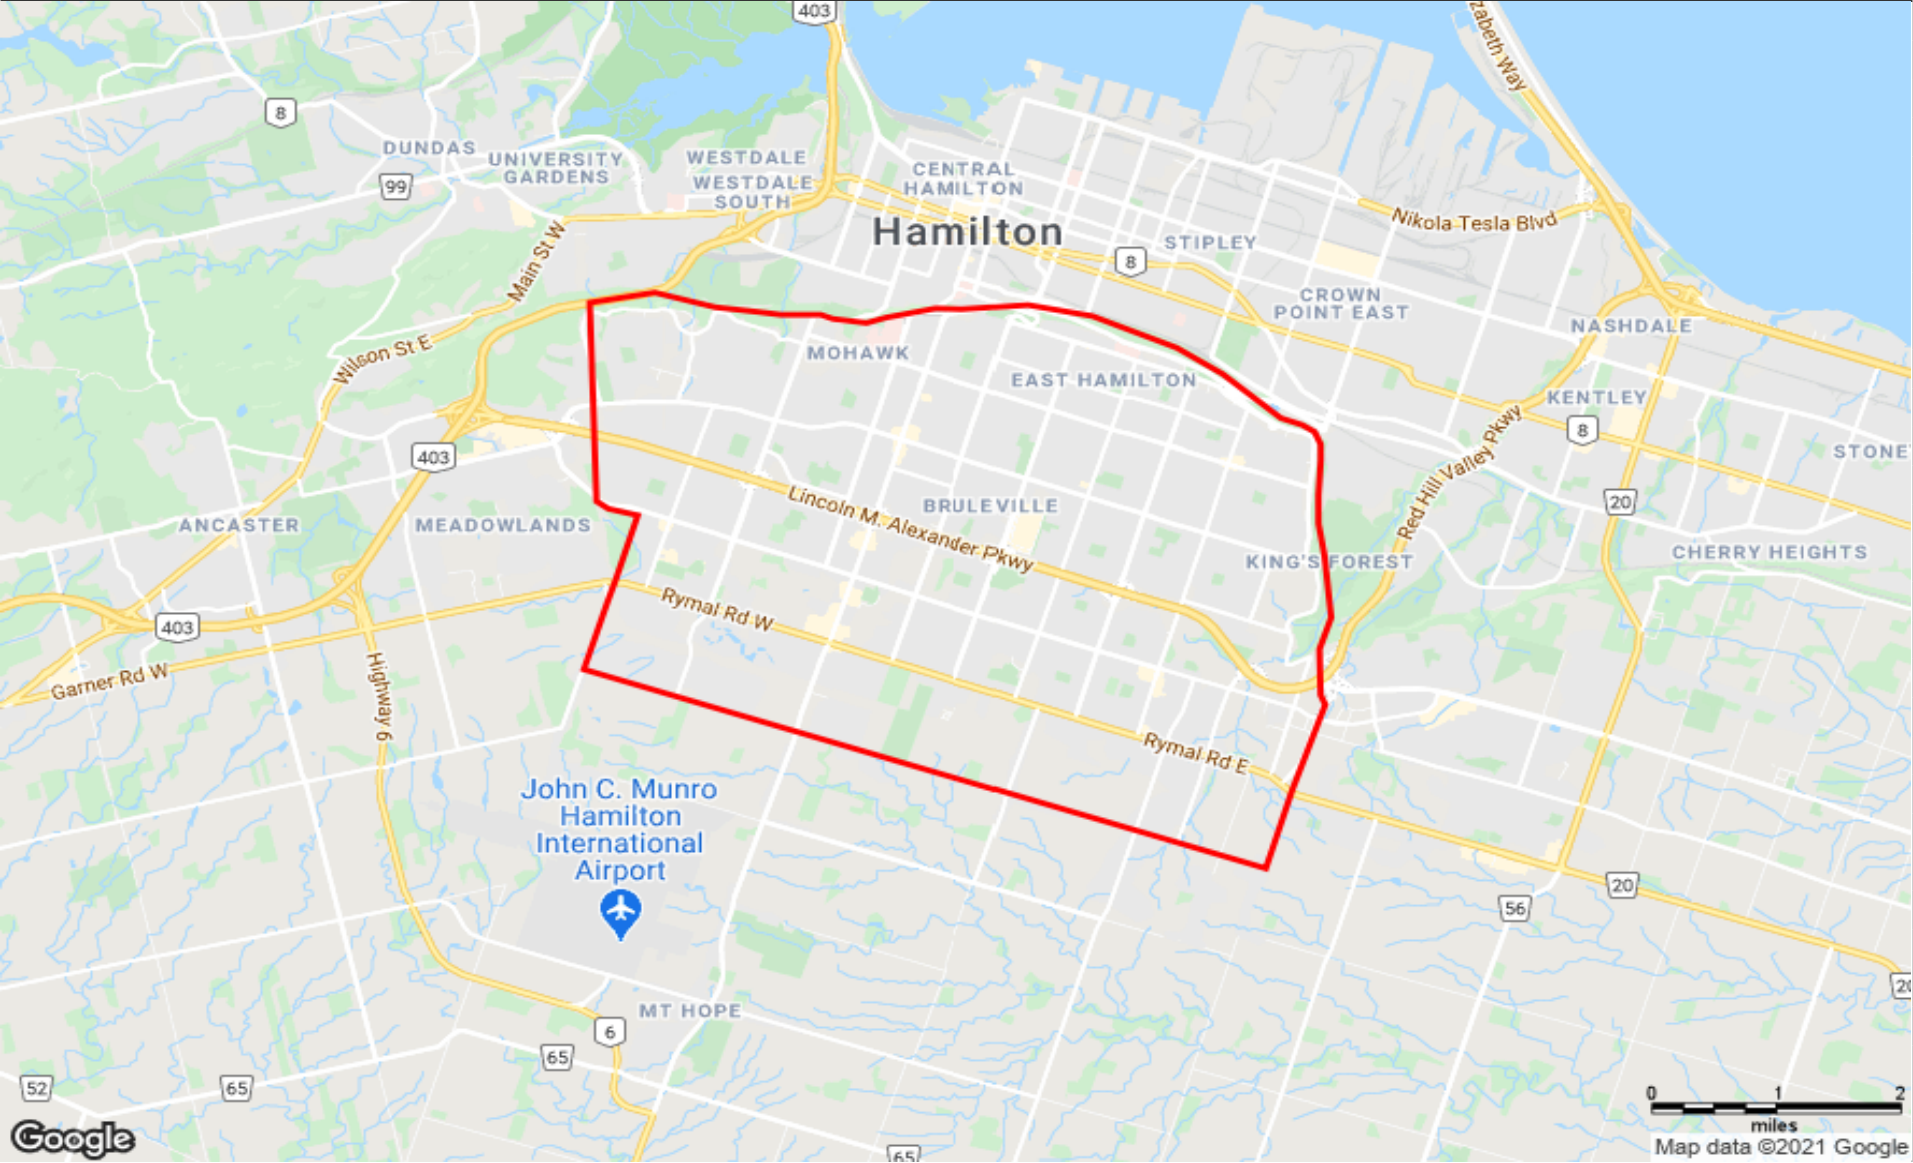 403
zabeth Way
8
DUNDAS
UNIVERSITY
GARDENS
WESTDALE
WESTDALE
SOUTH
CENTRAL
HAMILTON
99
Hamilton
Nikola Tesla Blvd
STIPLEY
8
Main St W
CROWN
POINT EAST
NASHDALE
Wilson St E
MOHAWK
EAST HAMILTON
KENTLEY
8
STONE
403
Red Hill Valley Pkwy
Lincoln M. Alexander Pkwy
BRULEVILLE
20
ANCASTER
MEADOWLANDS
KING'S FOREST
CHERRY HEIGHTS
Rymal Rd W
403
Garner Rd W
Highway 6
Rymal Rd E
John C. Munro
Hamilton
International
Airport
20
56
20
MT HOPE
6
65
52
65
65
0 1 2
miles
Google
Map data ©2021 Google